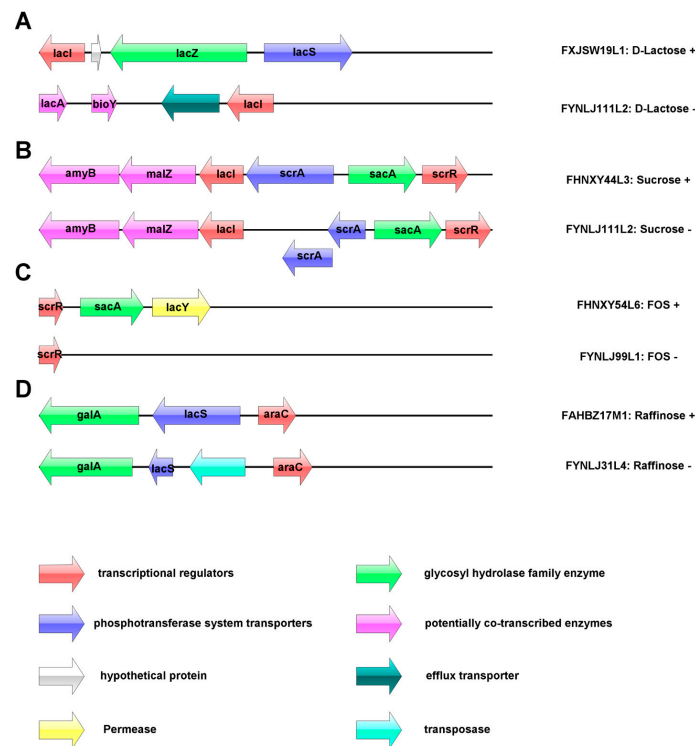 A
lacI lacZ lacS FXJSW19L1: D-Lactose +
lacA bioY lacI FYNLJ111L2: D-Lactose -
B
amyB malZ lacI scrA sacA scrR FHNXY44L3: Sucrose +
amyB malZ lacI scrA sacA scrR FYNLJ111L2: Sucrose -
scrA
C
scrR sacA lacY FHNXY54L6: FOS +
scrR FYNLJ99L1: FOS -
D
galA lacS araC FAHBZ17M1: Raffinose +
galA lacS araC FYNLJ31L4: Raffinose -
transcriptional regulators glycosyl hydrolase family enzyme
phosphotransferase system transporters potentially co-transcribed enzymes
hypothetical protein efflux transporter
Permease transposase